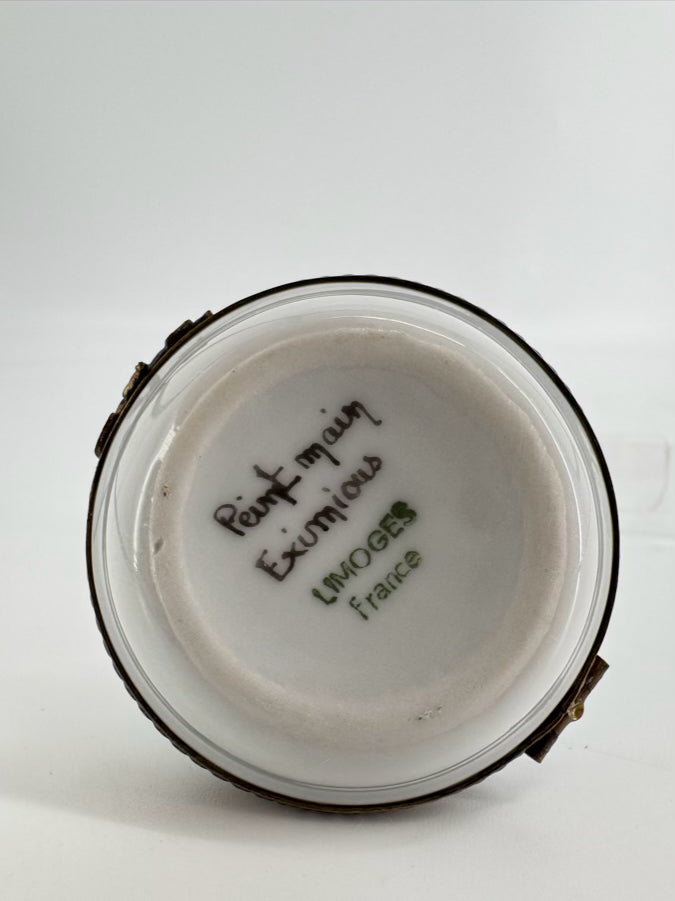 Peint main
Eximious
LIMOGES
France